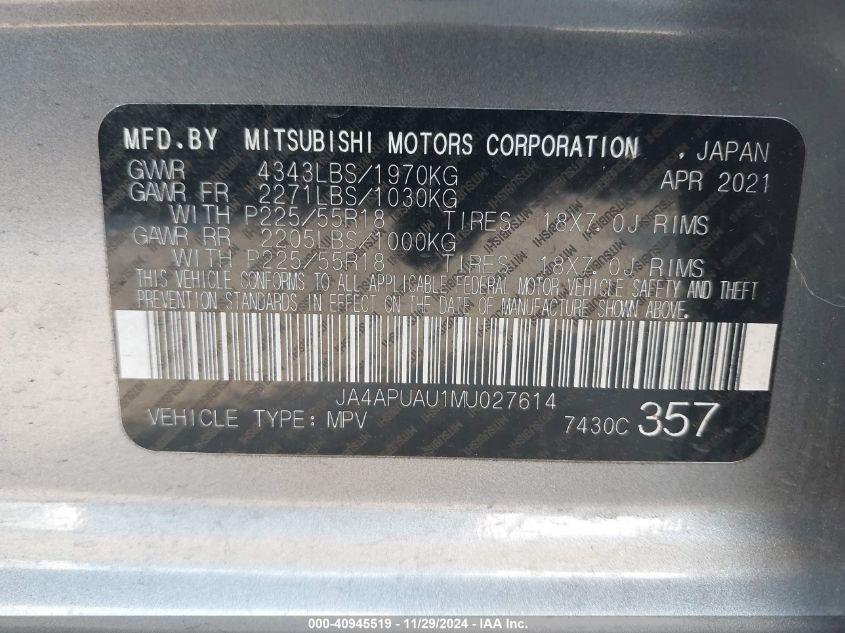 MFD.BY MITSUBISHI MOTORS CORPORATION , JAPAN
GVWR 4343LBS/1970KG APR 2021
GAWR FR 2271LBS/1030KG
WITH P225/55R18 TIRES, 18X7.0J RIMS
GAWR RR 2205LBS/1000KG
WITH P225/55R18 TIRES, 18X7.0J RIMS
THIS VEHICLE CONFORMS TO ALL APPLICABLE FEDERAL MOTOR VEHICLE SAFETY AND THEFT
PREVENTION STANDARDS IN EFFECT ON THE DATE OF MANUFACTURE SHOWN ABOVE.
JA4APUAU1MU027614
VEHICLE TYPE: MPV 7430C 357
000-40945519 - 11/29/2024 - IAA Inc.